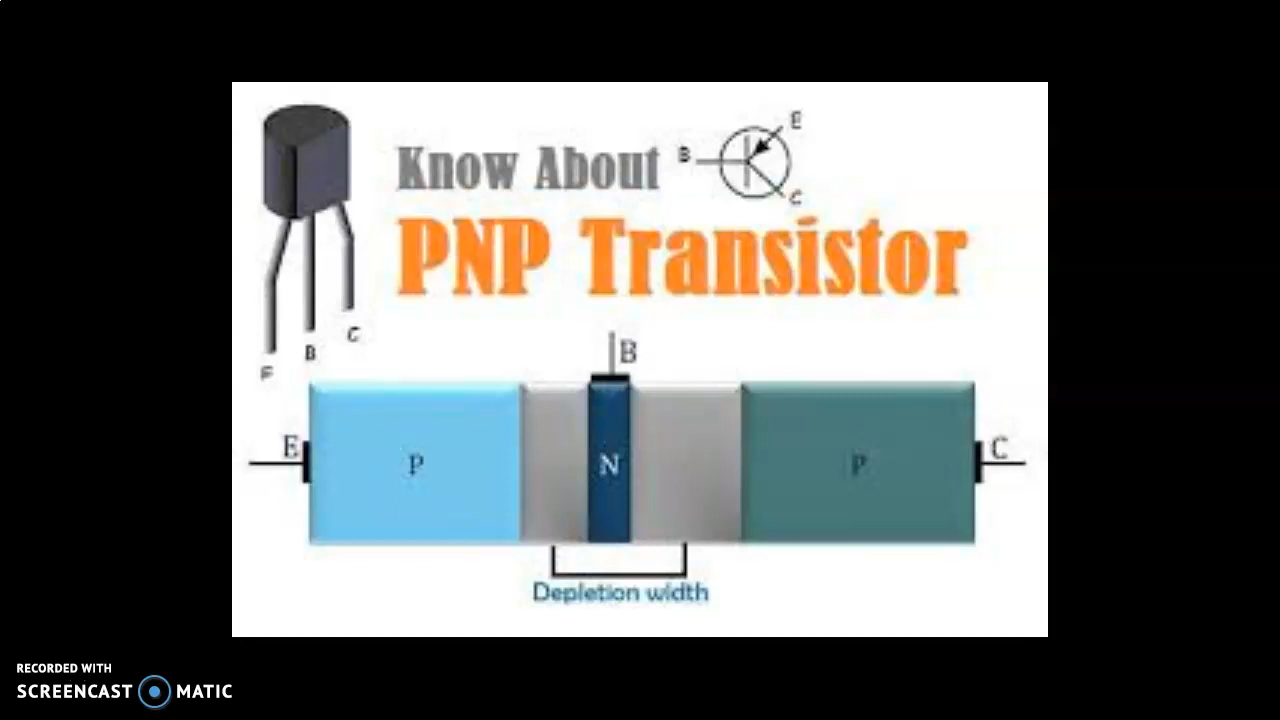 E
B
Know About
B
C
PNP Transistor
C
B
E
B
E
P
N
P
C
Depletion width
RECORDED WITH
SCREENCAST MATIC